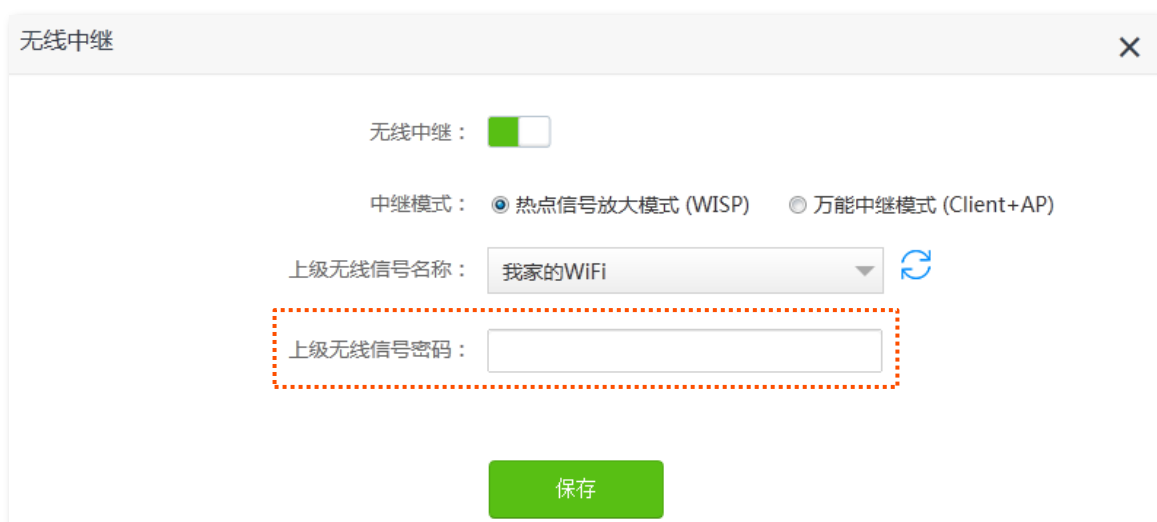 无线中继
无线中继：
中继模式： 热点信号放大模式 (WISP) 万能中继模式 (Client+AP)
上级无线信号名称： 我家的WiFi
上级无线信号密码：
保存